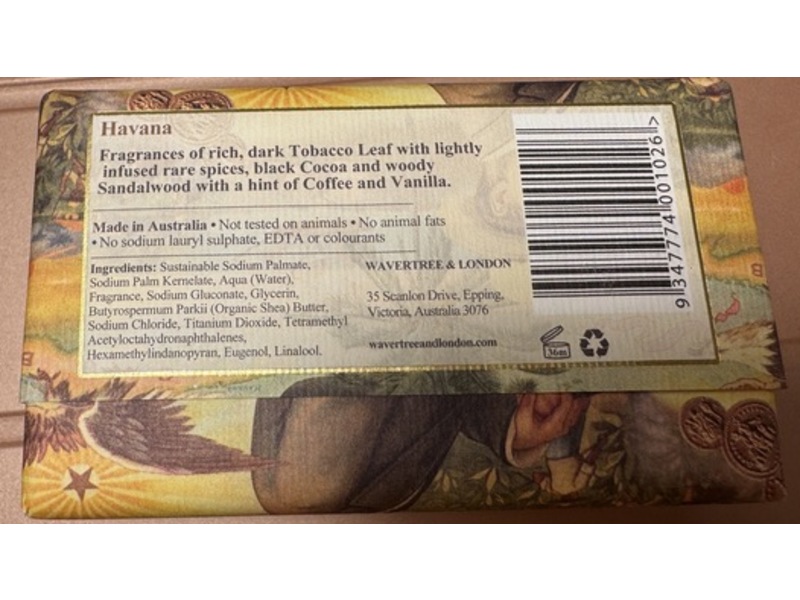 Havana
Fragrances of rich, dark Tobacco Leaf with lightly
infused rare spices, black Cocoa and woody
Sandalwood with a hint of Coffee and Vanilla.
Made in Australia • Not tested on animals • No animal fats
• No sodium lauryl sulphate, EDTA or colourants
Ingredients: Sustainable Sodium Palmate,
Sodium Palm Kernelate, Aqua (Water),
Fragrance, Sodium Gluconate, Glycerin,
Butyrospermum Parkii (Organic Shea) Butter,
Sodium Chloride, Titanium Dioxide, Tetramethyl
Acetyloctahydronaphthalenes,
Hexamethylindanopyran, Eugenol, Linalool.
WAVERTREE & LONDON
35 Scanlon Drive, Epping,
Victoria, Australia 3076
wavertreeandlondon.com
36m
9 347774 001026 >